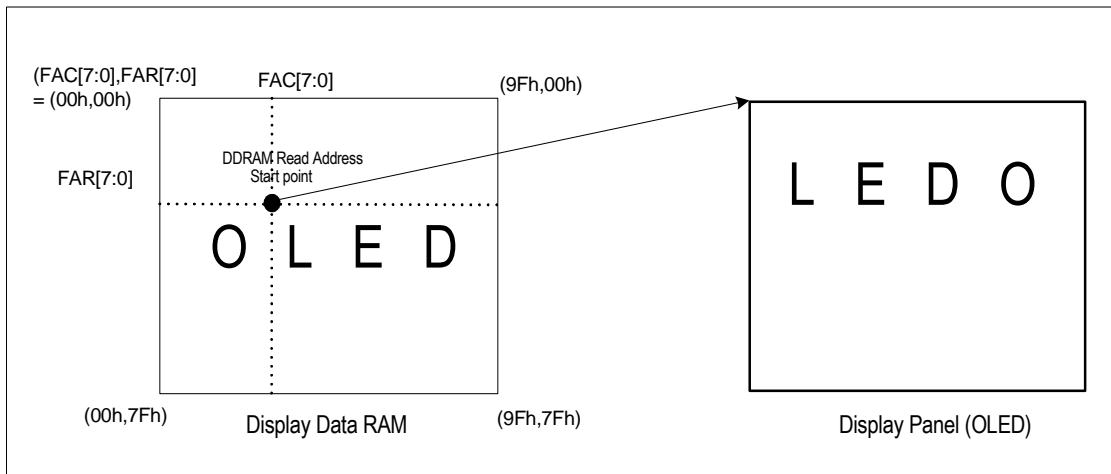 (FAC[7:0],FAR[7:0]
= (00h,00h)
FAC[7:0]
(9Fh,00h)
DDRAM Read Address
Start point
FAR[7:0]
O L E D
(00h,7Fh)
Display Data RAM
(9Fh,7Fh)
L E D O
Display Panel (OLED)